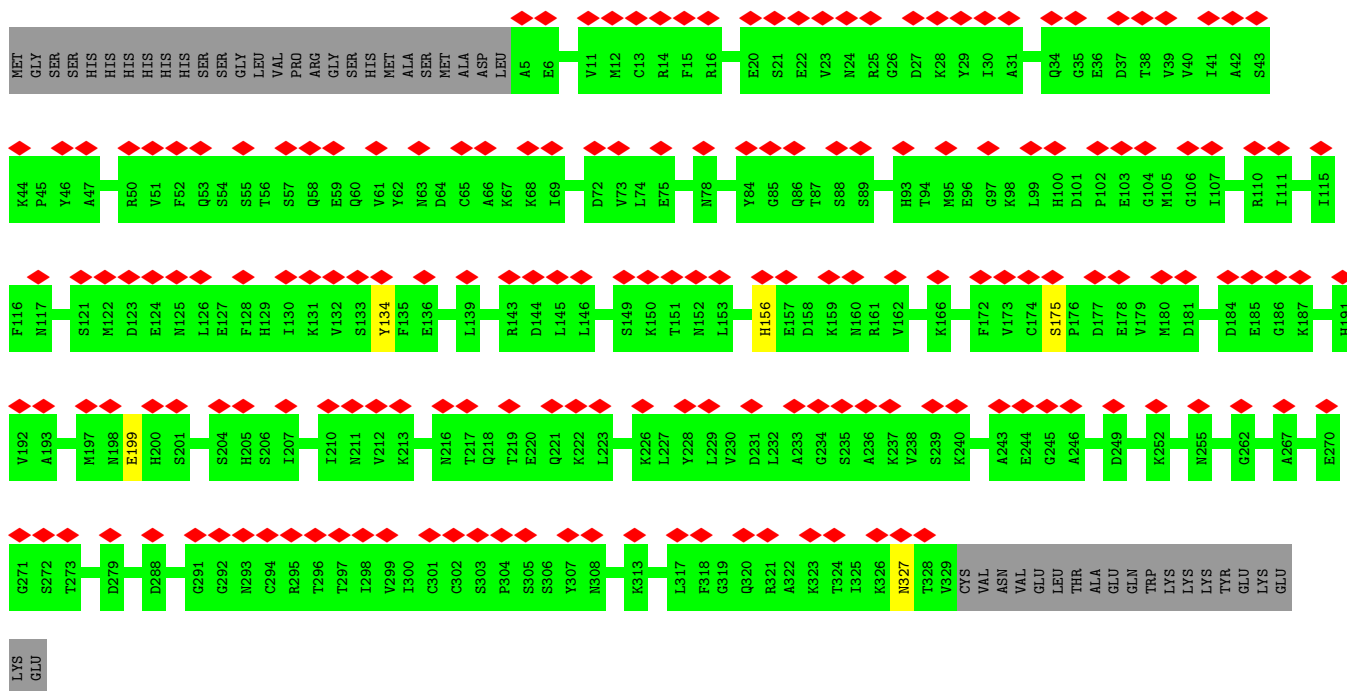 MET GLY SER SER HIS HIS HIS HIS HIS HIS SER SER GLY LEU VAL PRO ARG GLY SER HIS MET ALA SER MET ALA ASP LEU A5 E6 V11 M12 C13 R14 F15 R16 E20 S21 E22 V23 N24 R25 G26 D27 K28 Y29 I30 A31 Q34 G35 E36 D37 T38 V39 V40 I41 A42 S43
K44 P45 Y46 A47 R50 V51 F52 Q53 S54 S55 T56 S57 Q58 E59 Q60 V61 Y62 N63 D64 C65 A66 K67 K68 I69 D72 V73 L74 E75 N78 Y84 G85 Q86 T87 S88 S89 H93 T94 M95 E96 G97 K98 L99 H100 D101 P102 E103 G104 M105 G106 I107 R110 I111 I115
F116 N117 S121 M122 D123 E124 N125 L126 E127 F128 H129 I130 K131 V132 S133 Y134 F135 E136 L139 R143 D144 L145 L146 S149 K150 T151 N152 L153 H156 E157 D158 K159 N160 R161 V162 K166 F172 V173 C174 S175 P176 D177 E178 V179 M180 D181 D184 E185 G186 K187 H191
V192 A193 M197 N198 E199 H200 S201 S204 H205 S206 I207 I210 N211 V212 K213 N216 T217 Q218 T219 E220 Q221 K222 L223 K226 L227 Y228 L229 V230 D231 L232 A233 G234 S235 A236 K237 V238 S239 K240 A243 E244 G245 A246 D249 K252 N255 G262 A267 E270
G271 S272 T273 D279 D288 G291 G292 N293 C294 R295 T296 T297 I298 V299 I300 C301 C302 S303 P304 S305 S306 Y307 N308 K313 L317 F318 G319 Q320 R321 A322 K323 T324 I325 K326 N327 T328 V329 CYS VAL ASN VAL GLU LEU THR ALA GLU GLN TRP LYS LYS LYS TYR GLU LYS GLU
LYS GLU